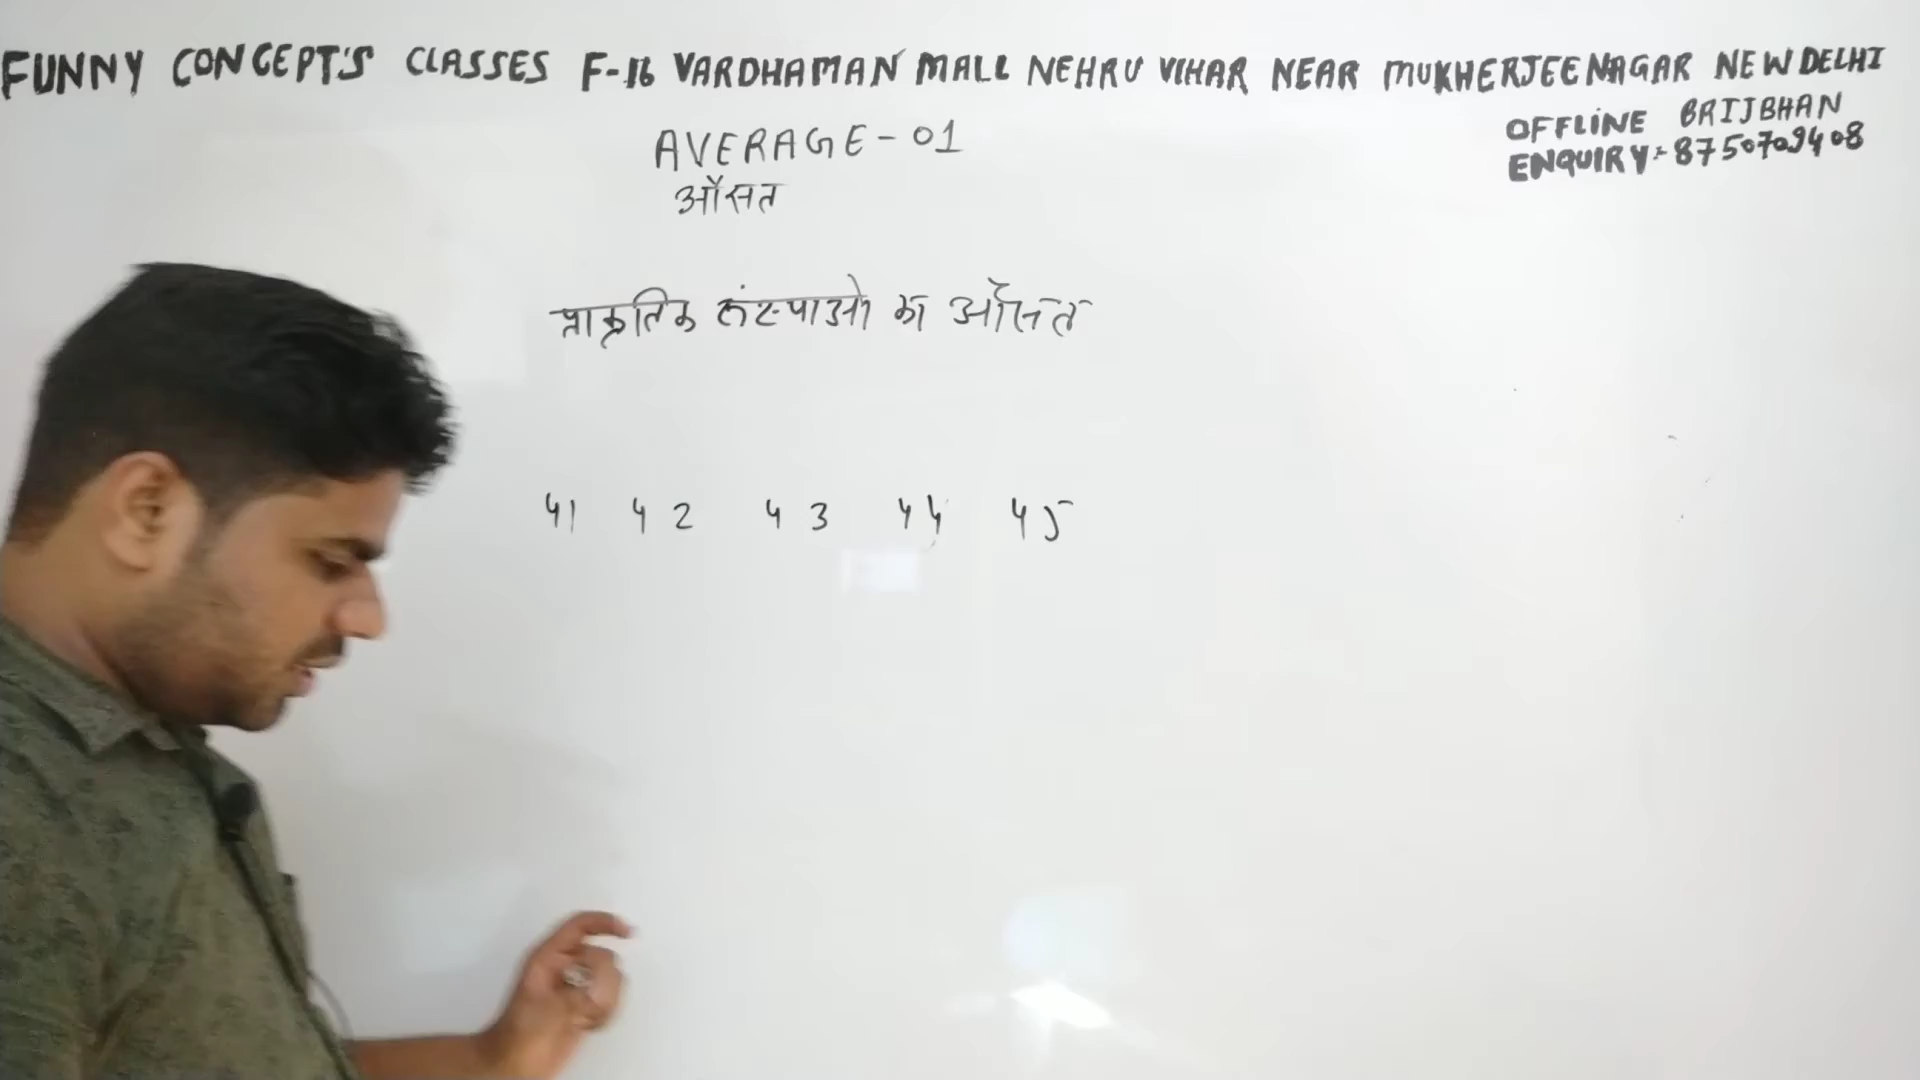 FUNNY CONCEPT'S CLASSES F-16 VARDHAMAN MALL NEHRU VIHAR NEAR MUKHERJEE NAGAR NEW DELHI
OFFLINE BRIJBHAN
ENQUIRY:- 8750709408
AVERAGE-01
औसत
प्राकृतिक संख्याओ का औसत
41 42 43 44 45